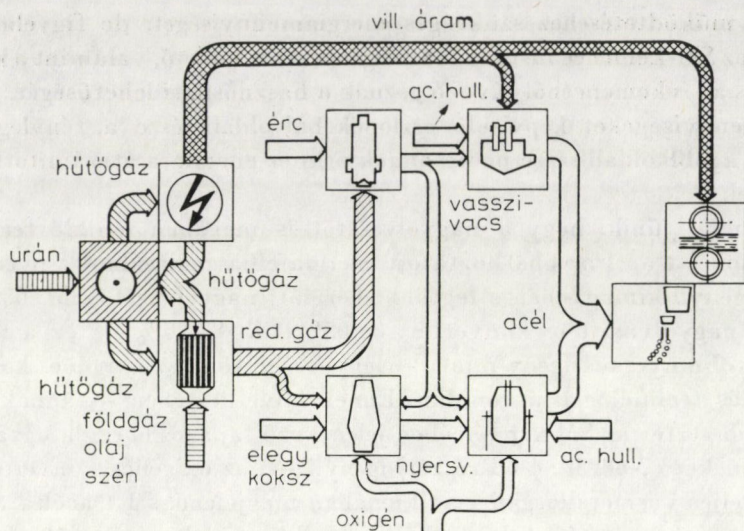 vill. áram
ac. hull.
érc
hűtőgáz
vasszi-
vacs
urán
hűtőgáz
red. gáz
acél
hűtőgáz
földgáz
oláj
szén
elegy
koksz
nyersv.
ac. hull.
oxigén